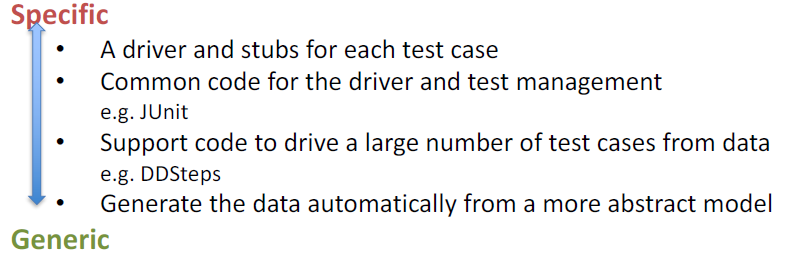 Specific
• A driver and stubs for each test case
• Common code for the driver and test management
e.g. JUnit
• Support code to drive a large number of test cases from data
e.g. DDSteps
• Generate the data automatically from a more abstract model
Generic